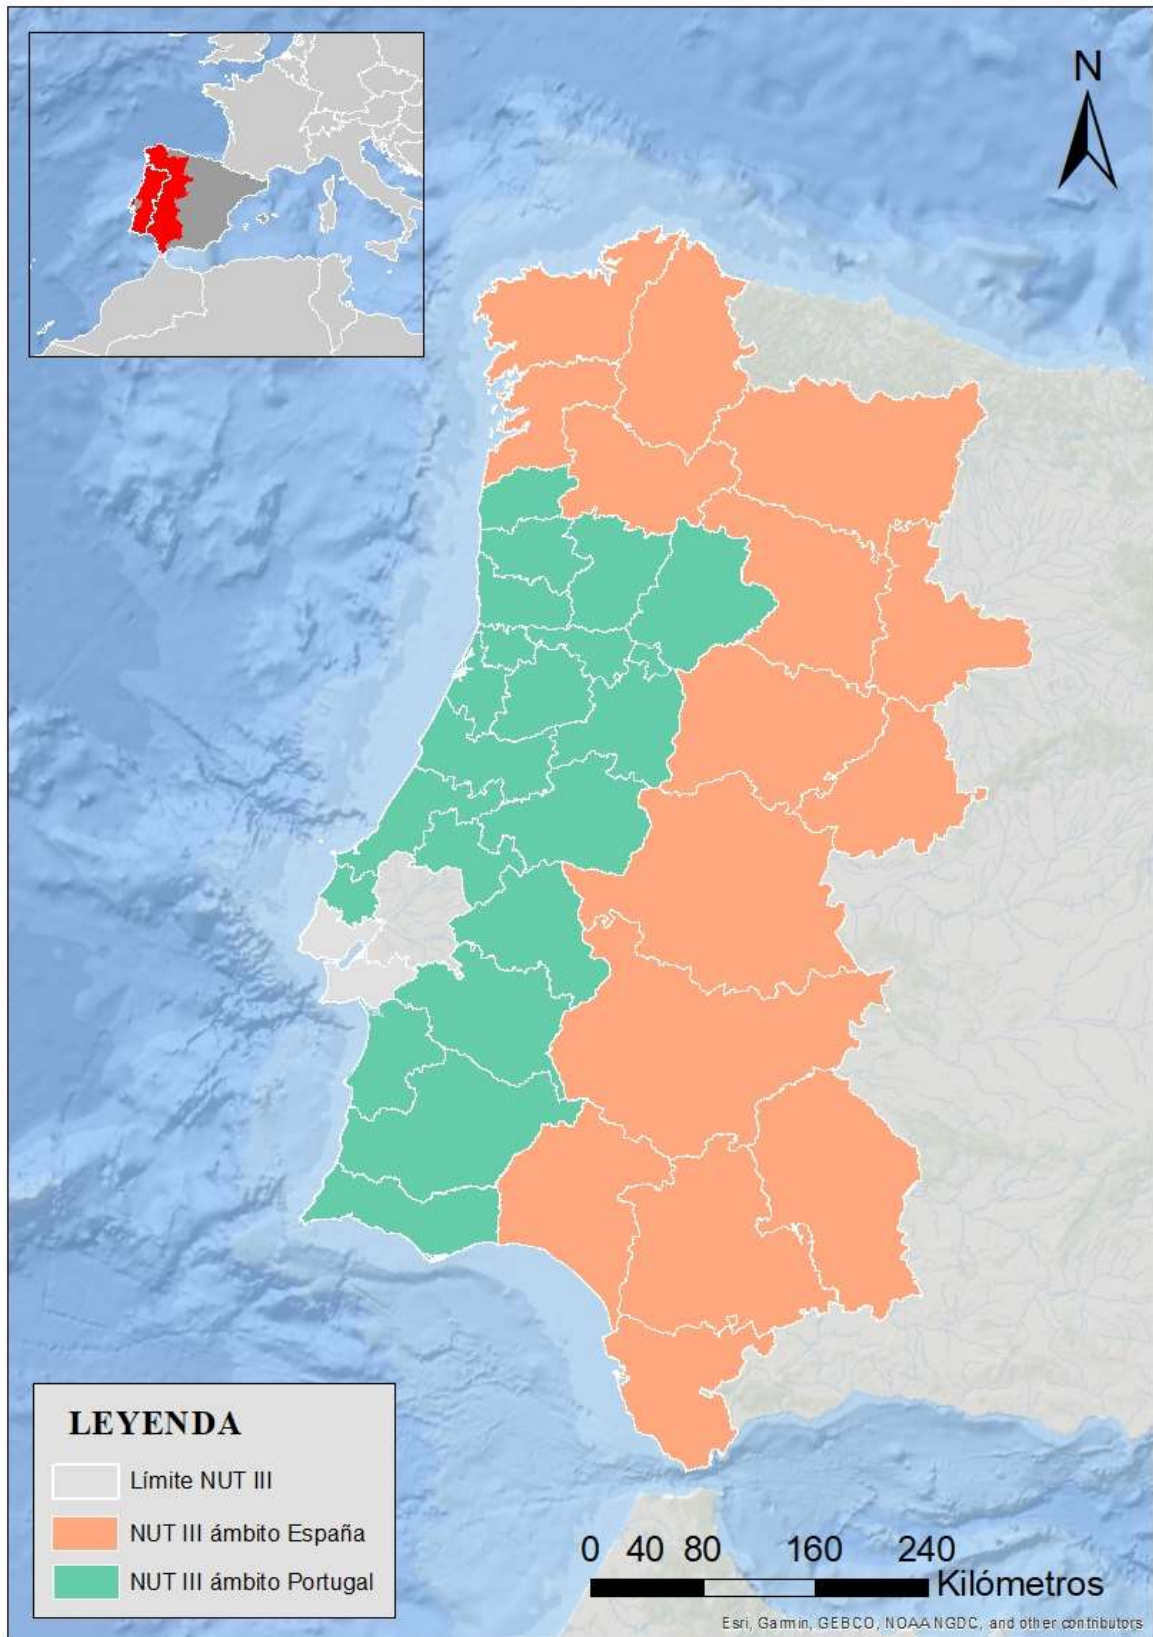 N
LEYENDA
Límite NUT III
NUT III ámbito España
NUT III ámbito Portugal
0 40 80 160 240
Kilómetros
Esri, Garmin, GEBCO, NOAA NGDC, and other contributors